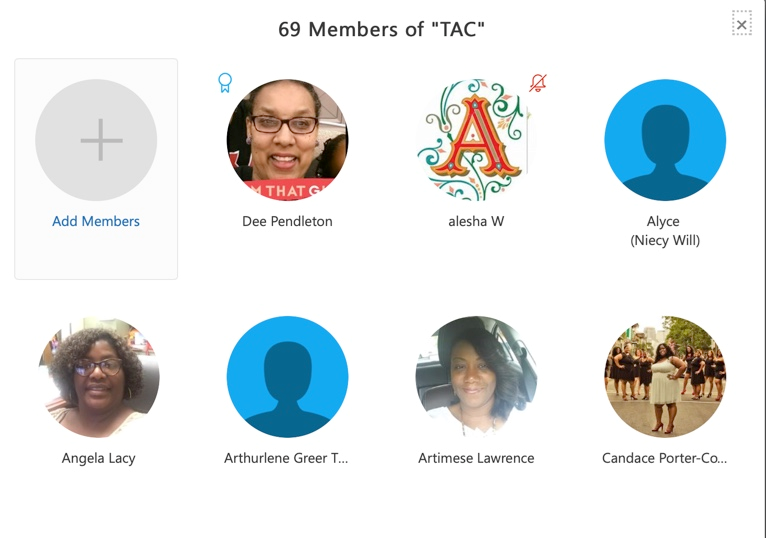 69 Members of "TAC"
Add Members
Dee Pendleton
alesha W
Alyce
(Niecy Will)
M THAT G
A
Angela Lacy
Arthurlene Greer T...
Artimese Lawrence
Candace Porter-Co...